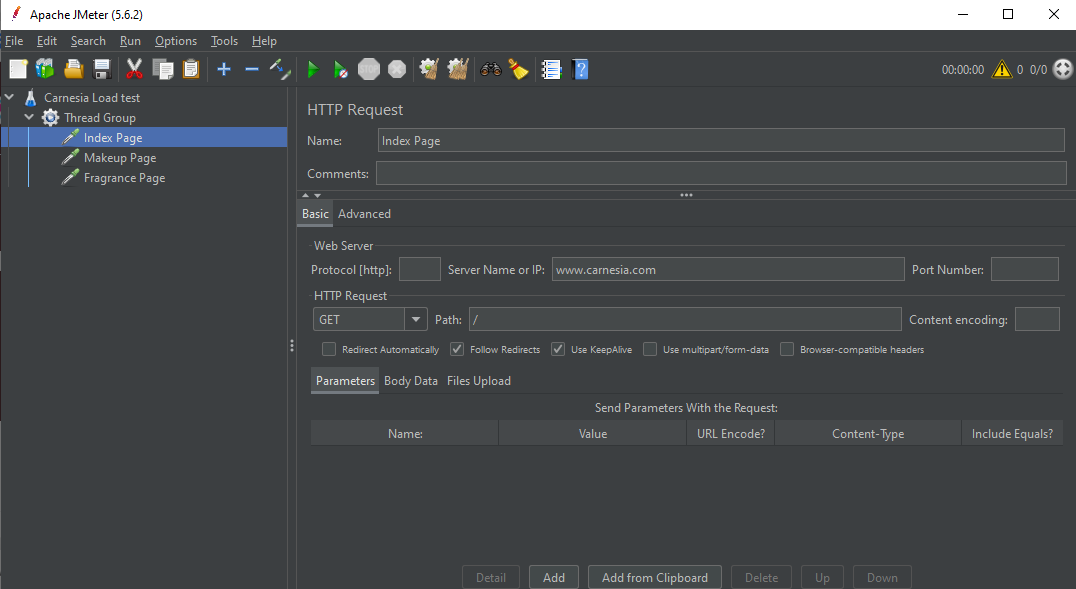 Apache JMeter (5.6.2)
File Edit Search Run Options Tools Help
STOP 00:00:00 0 0/0
Carnesia Load test
Thread Group
Index Page
Makeup Page
Fragrance Page
HTTP Request
Name: Index Page
Comments:
Basic Advanced
Web Server
Protocol [http]: Server Name or IP: www.carnesia.com Port Number:
HTTP Request
GET Path: / Content encoding:
Redirect Automatically Follow Redirects Use KeepAlive Use multipart/form-data Browser-compatible headers
Parameters Body Data Files Upload
Send Parameters With the Request:
Name: Value URL Encode? Content-Type Include Equals?
Detail Add Add from Clipboard Delete Up Down